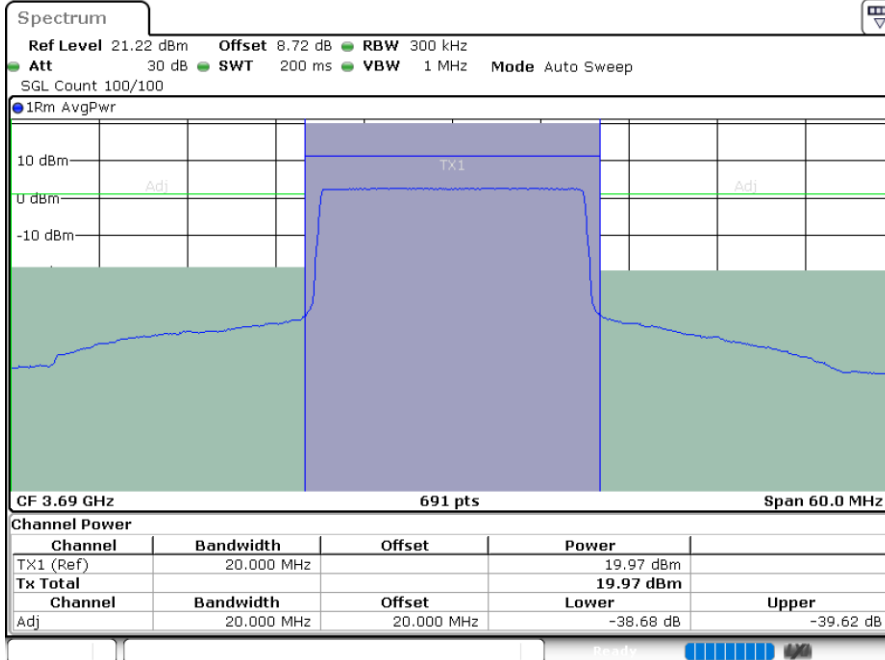 Spectrum
Ref Level 21.22 dBm Offset 8.72 dB RBW 300 kHz
Att 30 dB SWT 200 ms VBW 1 MHz Mode Auto Sweep
SGL Count 100/100
1Rm AvgPwr
10 dBm
TX1
Adj Adj
0 dBm
-10 dBm
CF 3.69 GHz 691 pts Span 60.0 MHz
Channel Power
Channel Bandwidth Offset Power
TX1 (Ref) 20.000 MHz 19.97 dBm
Tx Total 19.97 dBm
Channel Bandwidth Offset Lower Upper
Adj 20.000 MHz 20.000 MHz -38.68 dB -39.62 dB
Ready